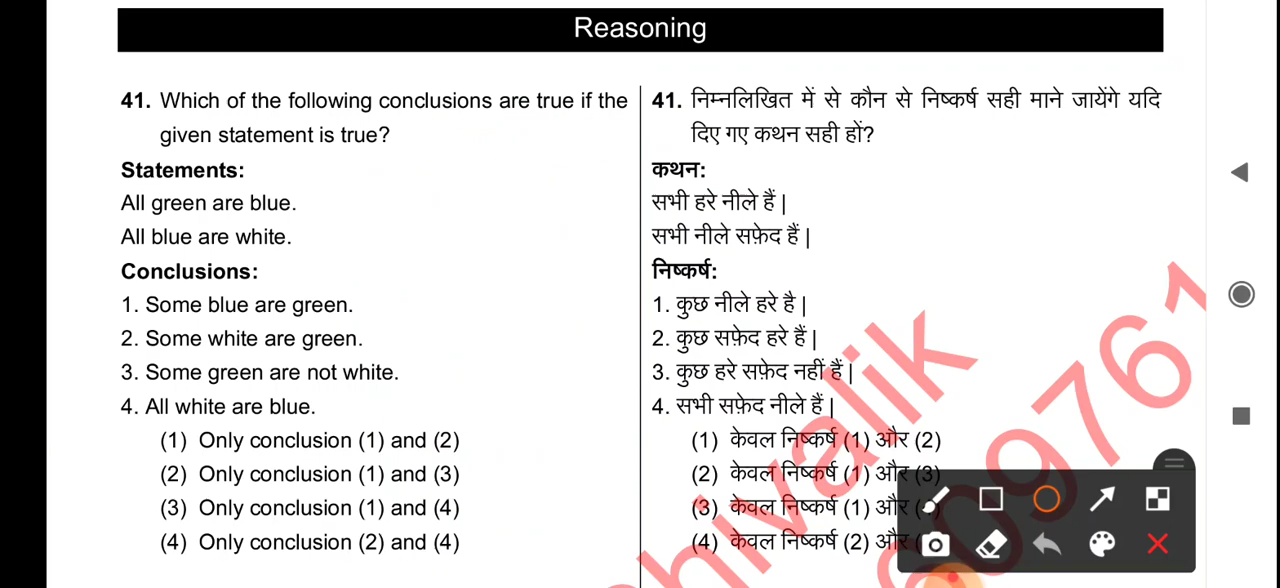 Reasoning
41. Which of the following conclusions are true if the
given statement is true?
Statements:
All green are blue.
All blue are white.
Conclusions:
1. Some blue are green.
2. Some white are green.
3. Some green are not white.
4. All white are blue.
(1) Only conclusion (1) and (2)
(2) Only conclusion (1) and (3)
(3) Only conclusion (1) and (4)
(4) Only conclusion (2) and (4)
41. निम्नलिखित में से कौन से निष्कर्ष सही माने जायेंगे यदि
दिए गए कथन सही हों?
कथन:
सभी हरे नीले हैं |
सभी नीले सफ़ेद हैं |
निष्कर्ष:
1. कुछ नीले हरे है |
2. कुछ सफ़ेद हरे हैं |
3. कुछ हरे सफ़ेद नहीं हैं |
4. सभी सफ़ेद नीले हैं |
(1) केवल निष्कर्ष (1) और (2)
(2) केवल निष्कर्ष (1) और (3)
(3) केवल निष्कर्ष (1) और
(4) केवल निष्कर्ष (2) और
hivalik
609761